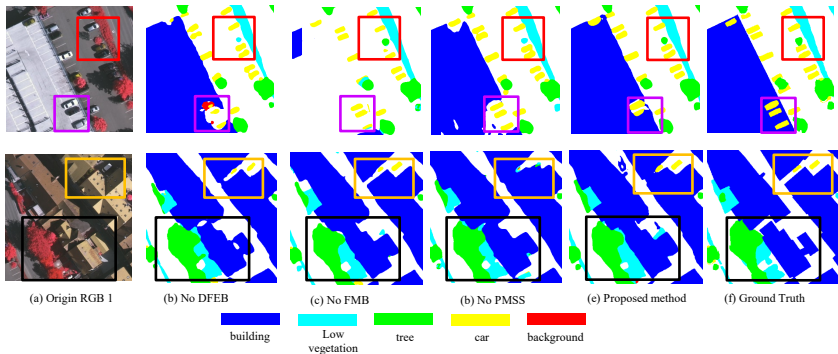 (a) Origin RGB 1
(b) No DFEB
(c) No FMB
(b) No PMSS
(e) Proposed method
(f) Ground Truth
building
Low
vegetation
tree
car
background